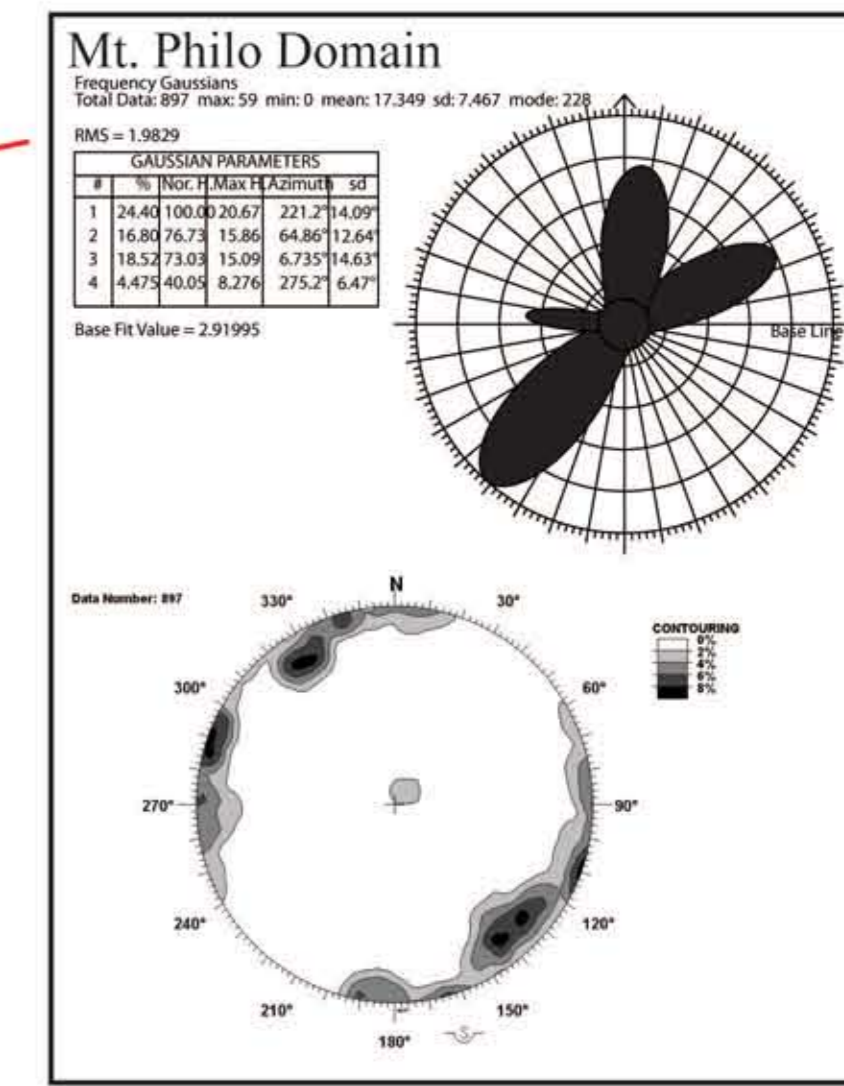 Mt. Philo Domain
Frequency Gaussians
Total Data: 897 max: 59 min: 0 mean: 17.349 sd: 7.467 mode: 228
RMS = 1.9829
GAUSSIAN PARAMETERS
# % Nor. H. Max H. Azimuth sd
1 24.40 100.00 20.67 221.2° 14.09°
2 16.80 76.73 15.86 64.86° 12.64°
3 18.52 73.03 15.09 6.735° 14.63°
4 4.475 40.05 8.276 275.2° 6.47°
Base Fit Value = 2.91995
Base Line
Data Number: 897
N
330°
30°
300°
60°
270°
90°
240°
120°
210°
150°
180°
S
CONTOURING
0%
2%
4%
6%
8%